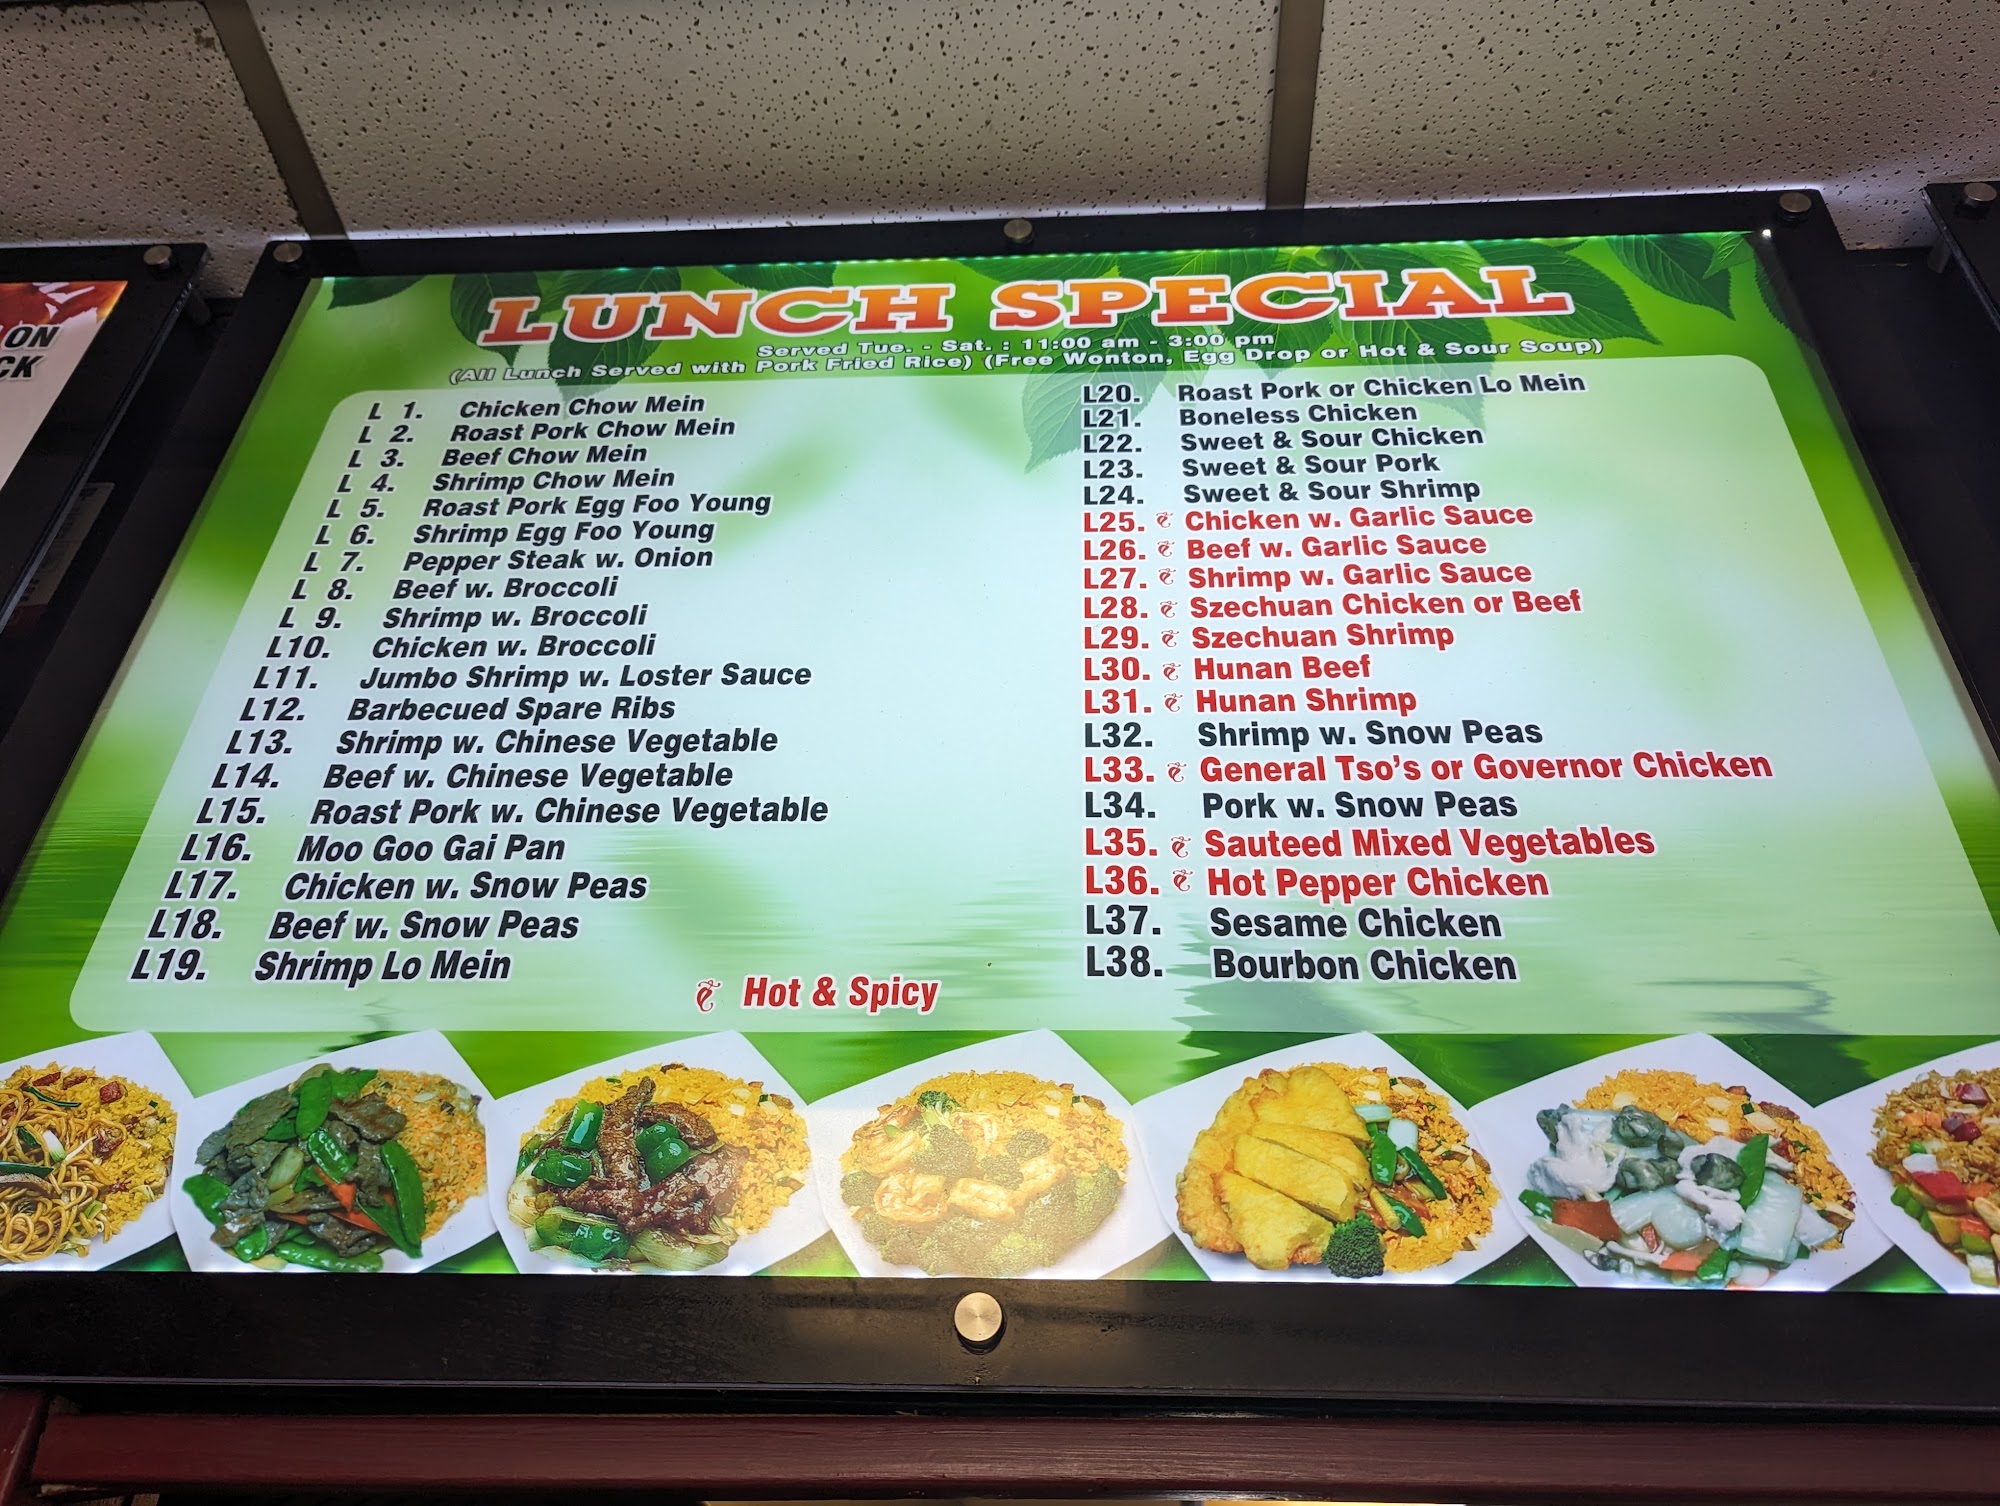 ON
CK
LUNCH SPECIAL
Served Tue. - Sat. : 11:00 am - 3:00 pm
(All Lunch Served with Pork Fried Rice) (Free Wonton, Egg Drop or Hot & Sour Soup)
L 1. Chicken Chow Mein
L 2. Roast Pork Chow Mein
L 3. Beef Chow Mein
L 4. Shrimp Chow Mein
L 5. Roast Pork Egg Foo Young
L 6. Shrimp Egg Foo Young
L 7. Pepper Steak w. Onion
L 8. Beef w. Broccoli
L 9. Shrimp w. Broccoli
L10. Chicken w. Broccoli
L11. Jumbo Shrimp w. Loster Sauce
L12. Barbecued Spare Ribs
L13. Shrimp w. Chinese Vegetable
L14. Beef w. Chinese Vegetable
L15. Roast Pork w. Chinese Vegetable
L16. Moo Goo Gai Pan
L17. Chicken w. Snow Peas
L18. Beef w. Snow Peas
L19. Shrimp Lo Mein
L20. Roast Pork or Chicken Lo Mein
L21. Boneless Chicken
L22. Sweet & Sour Chicken
L23. Sweet & Sour Pork
L24. Sweet & Sour Shrimp
L25. Chicken w. Garlic Sauce
L26. Beef w. Garlic Sauce
L27. Shrimp w. Garlic Sauce
L28. Szechuan Chicken or Beef
L29. Szechuan Shrimp
L30. Hunan Beef
L31. Hunan Shrimp
L32. Shrimp w. Snow Peas
L33. General Tso's or Governor Chicken
L34. Pork w. Snow Peas
L35. Sauteed Mixed Vegetables
L36. Hot Pepper Chicken
L37. Sesame Chicken
L38. Bourbon Chicken
Hot & Spicy